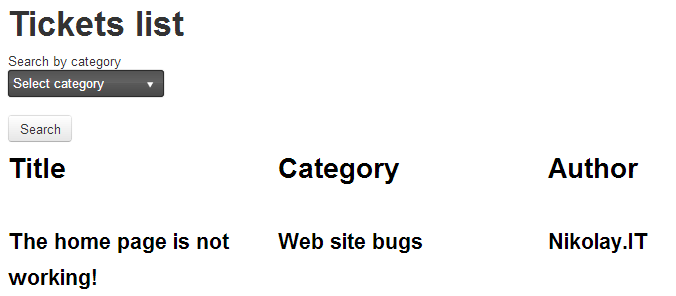 Tickets list
Search by category
Select category
Search
Title Category Author
The home page is not Web site bugs Nikolay.IT
working!